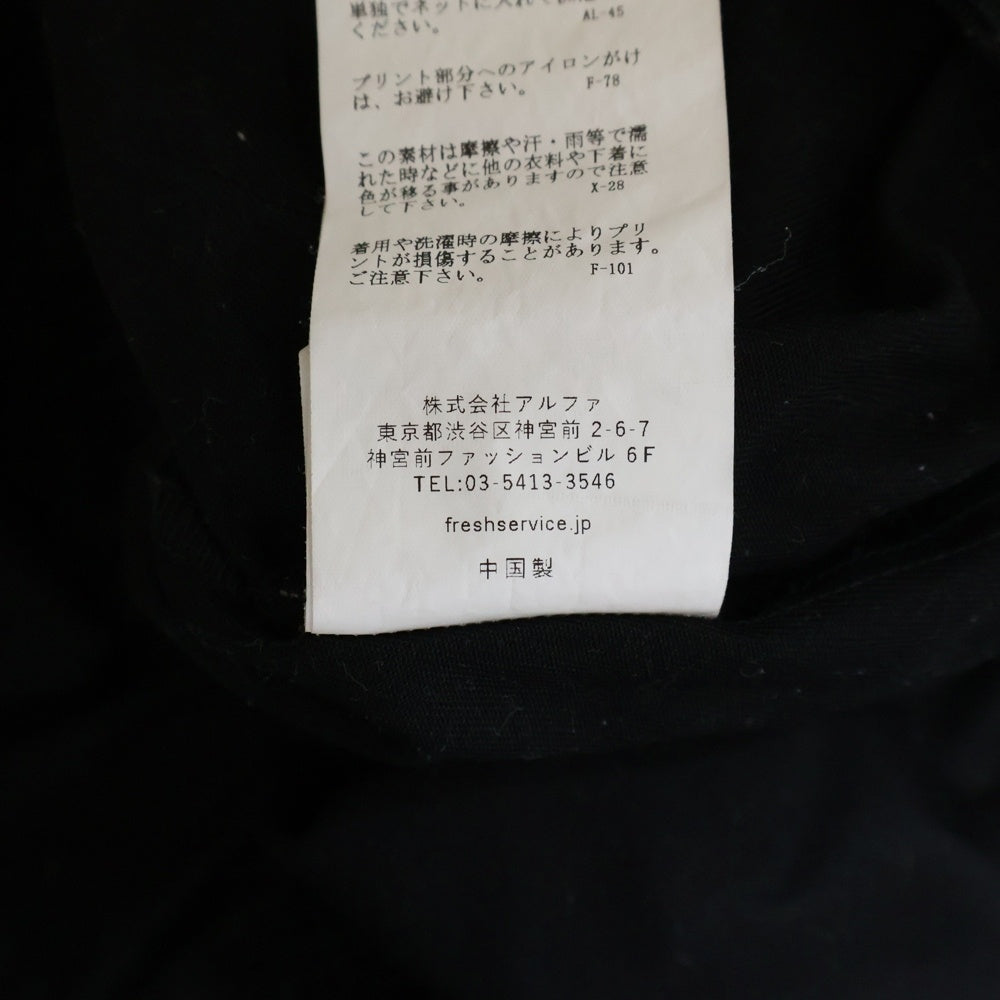 単独でネットに入れて
ください。 AL-45
プリント部分へのアイロンがけ
は、お避け下さい。 F-78
この素材は摩擦や汗・雨等で濡
れた時などに他の衣料や下着に
色が移る事がありますので注意
して下さい。 X-28
着用や洗濯時の摩擦によりプリ
ントが損傷することがあります。
ご注意下さい。 F-101
株式会社アルファ
東京都渋谷区神宮前 2-6-7
神宮前ファッションビル 6F
TEL:03-5413-3546
freshservice.jp
中国製